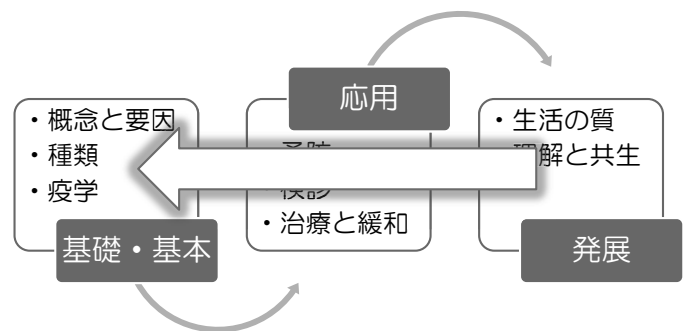 ・概念と要因
・種類
・疫学
基礎・基本
応用
・治療と緩和
・生活の質
解と共生
発展